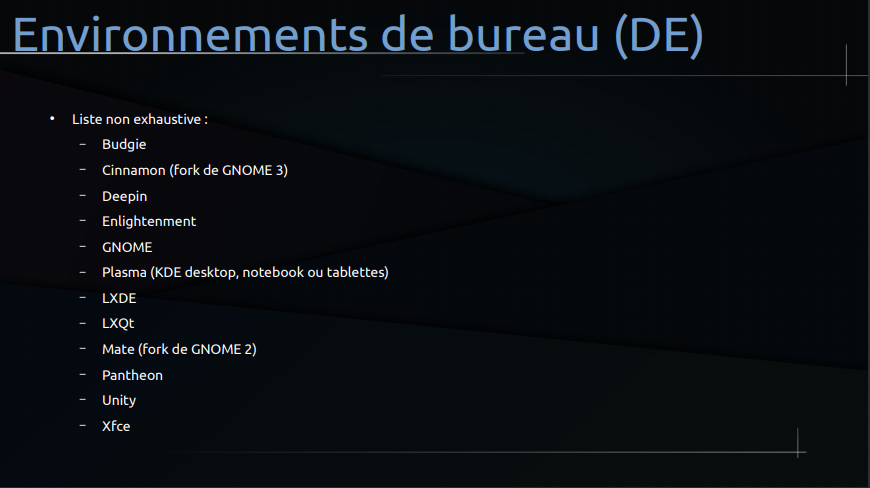 Environnements de bureau (DE)
• Liste non exhaustive :
– Budgie
– Cinnamon (fork de GNOME 3)
– Deepin
– Enlightenment
– GNOME
– Plasma (KDE desktop, notebook ou tablettes)
– LXDE
– LXQt
– Mate (fork de GNOME 2)
– Pantheon
– Unity
– Xfce